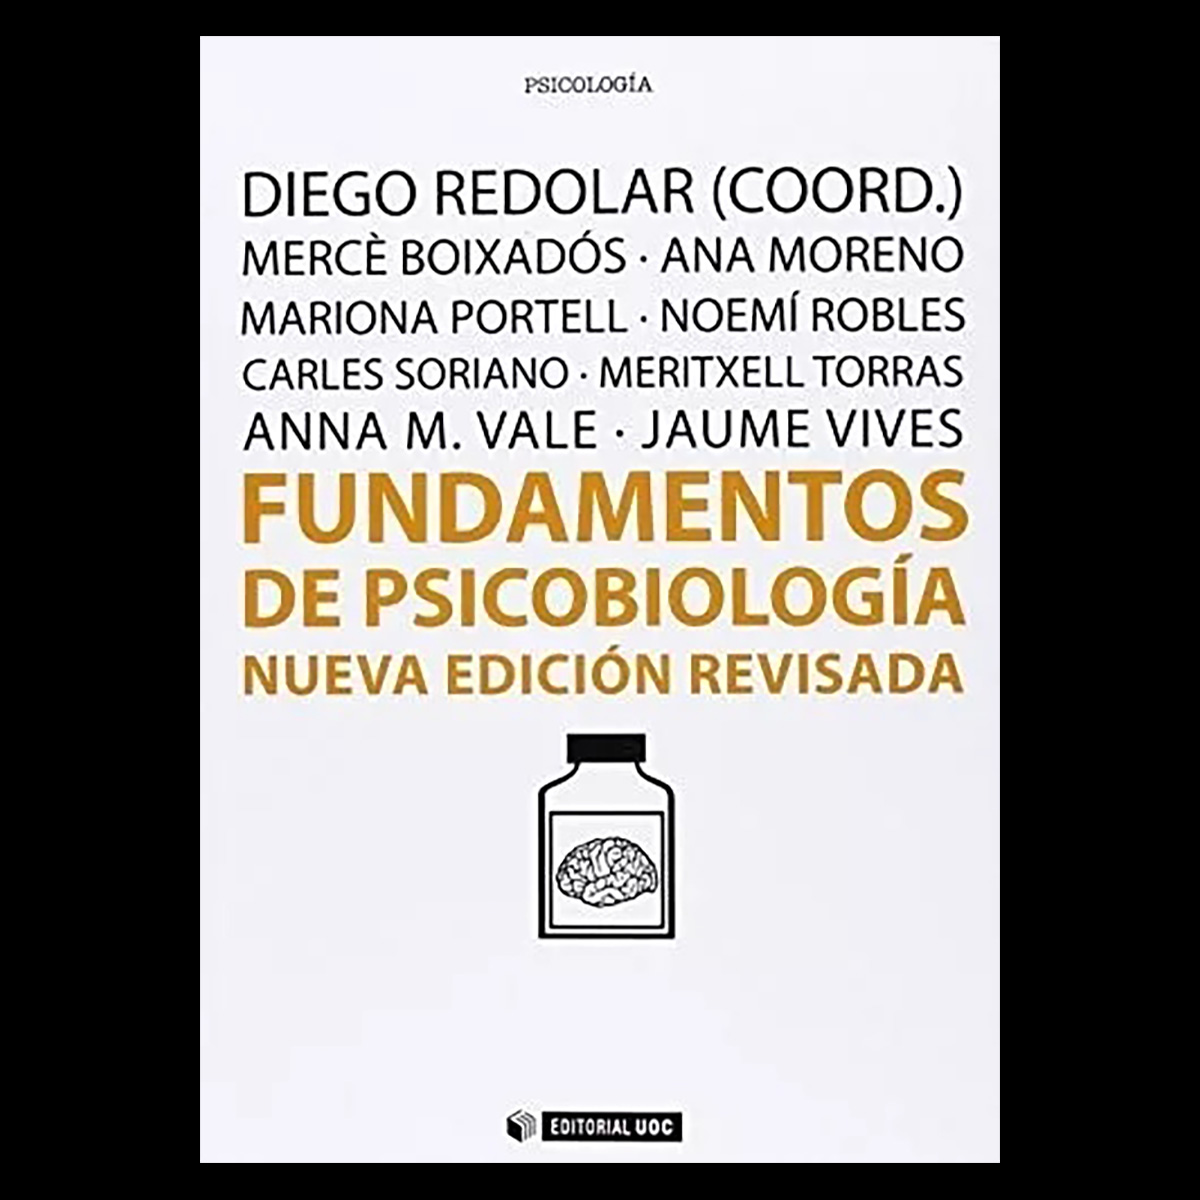 PSICOLOGÍA
DIEGO REDOLAR (COORD.)
MERCÈ BOIXADÓS · ANA MORENO
MARIONA PORTELL · NOEMÍ ROBLES
CARLES SORIANO · MERITXELL TORRAS
ANNA M. VALE · JAUME VIVES
FUNDAMENTOS
DE PSICOBIOLOGÍA
NUEVA EDICIÓN REVISADA
EDITORIAL UOC